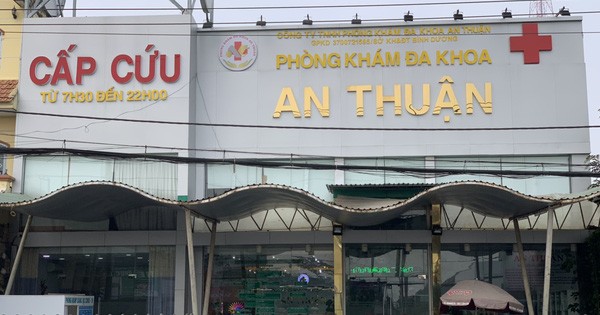 CẤP CỨU
TỪ 7H30 ĐẾN 22H00
CÔNG TY TNHH PHÒNG KHÁM ĐA KHOA AN THUẬN
PHÒNG KHÁM ĐA KHOA
AN THUẬN